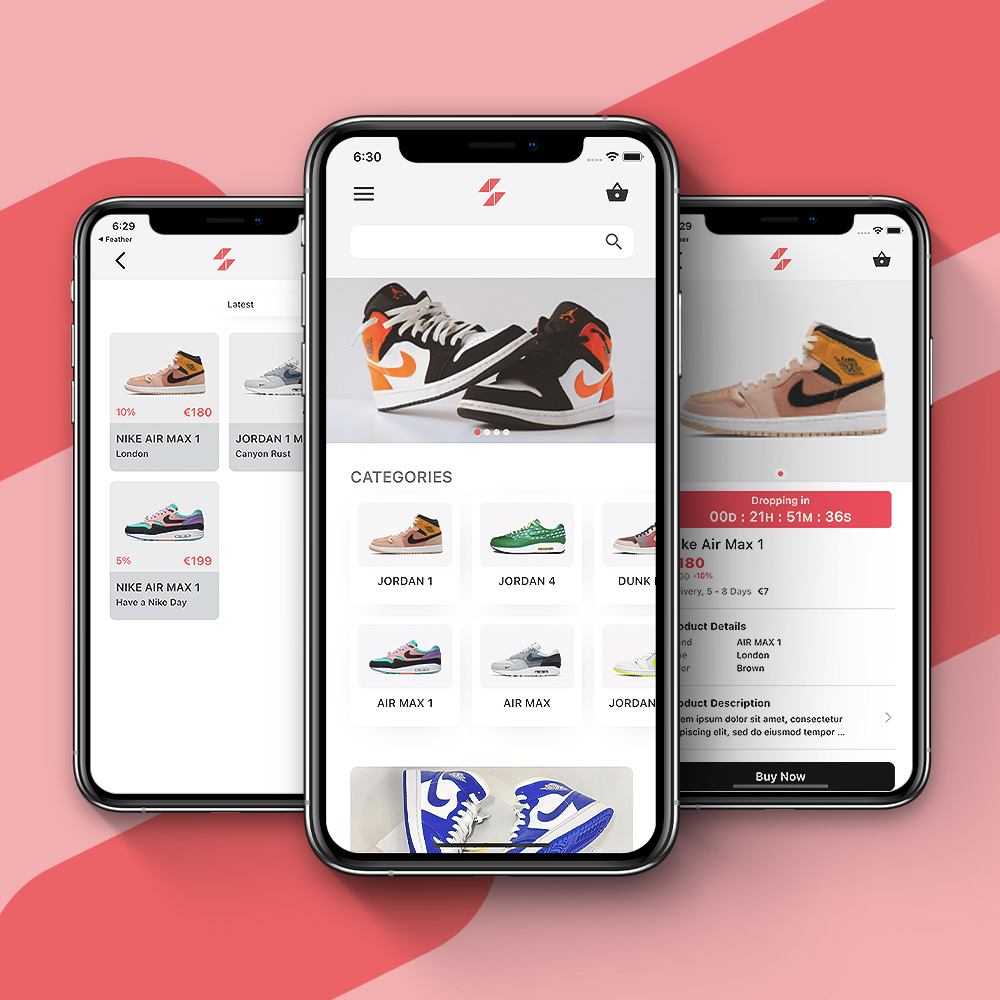 6:29
◂ Feather
Latest
10% €180
NIKE AIR MAX 1
London
JORDAN 1 M
Canyon Rust
5% €199
NIKE AIR MAX 1
Have a Nike Day
6:30
CATEGORIES
JORDAN 1
JORDAN 4
DUNK
AIR MAX 1
AIR MAX
JORDAN
29
Dropping in
00D : 21H : 51M : 36S
ke Air Max 1
180
-10%
ivery, 5 - 8 Days €7
oduct Details
nd AIR MAX 1
e London
or Brown
oduct Description
em ipsum dolor sit amet, consectetur
piscing elit, sed do eiusmod tempor ...
Buy Now